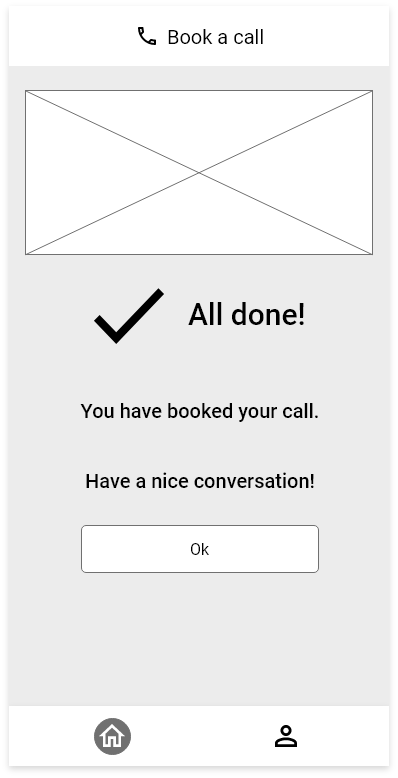 Book a call
All done!
You have booked your call.
Have a nice conversation!
Ok